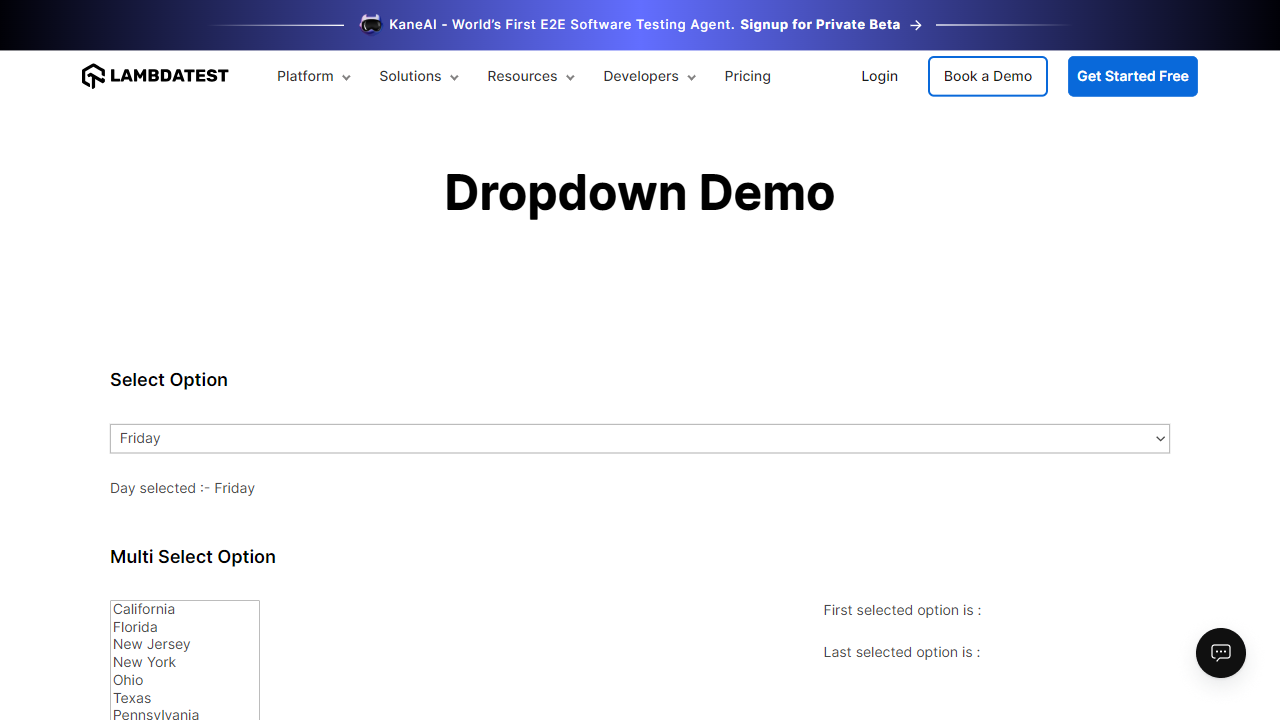 KaneAI - World's First E2E Software Testing Agent. Signup for Private Beta →
LAMBDATEST Platform Solutions Resources Developers Pricing Login Book a Demo Get Started Free
Dropdown Demo
Select Option
Friday
Day selected :- Friday
Multi Select Option
California
Florida
New Jersey
New York
Ohio
Texas
Pennsylvania
First selected option is :
Last selected option is :